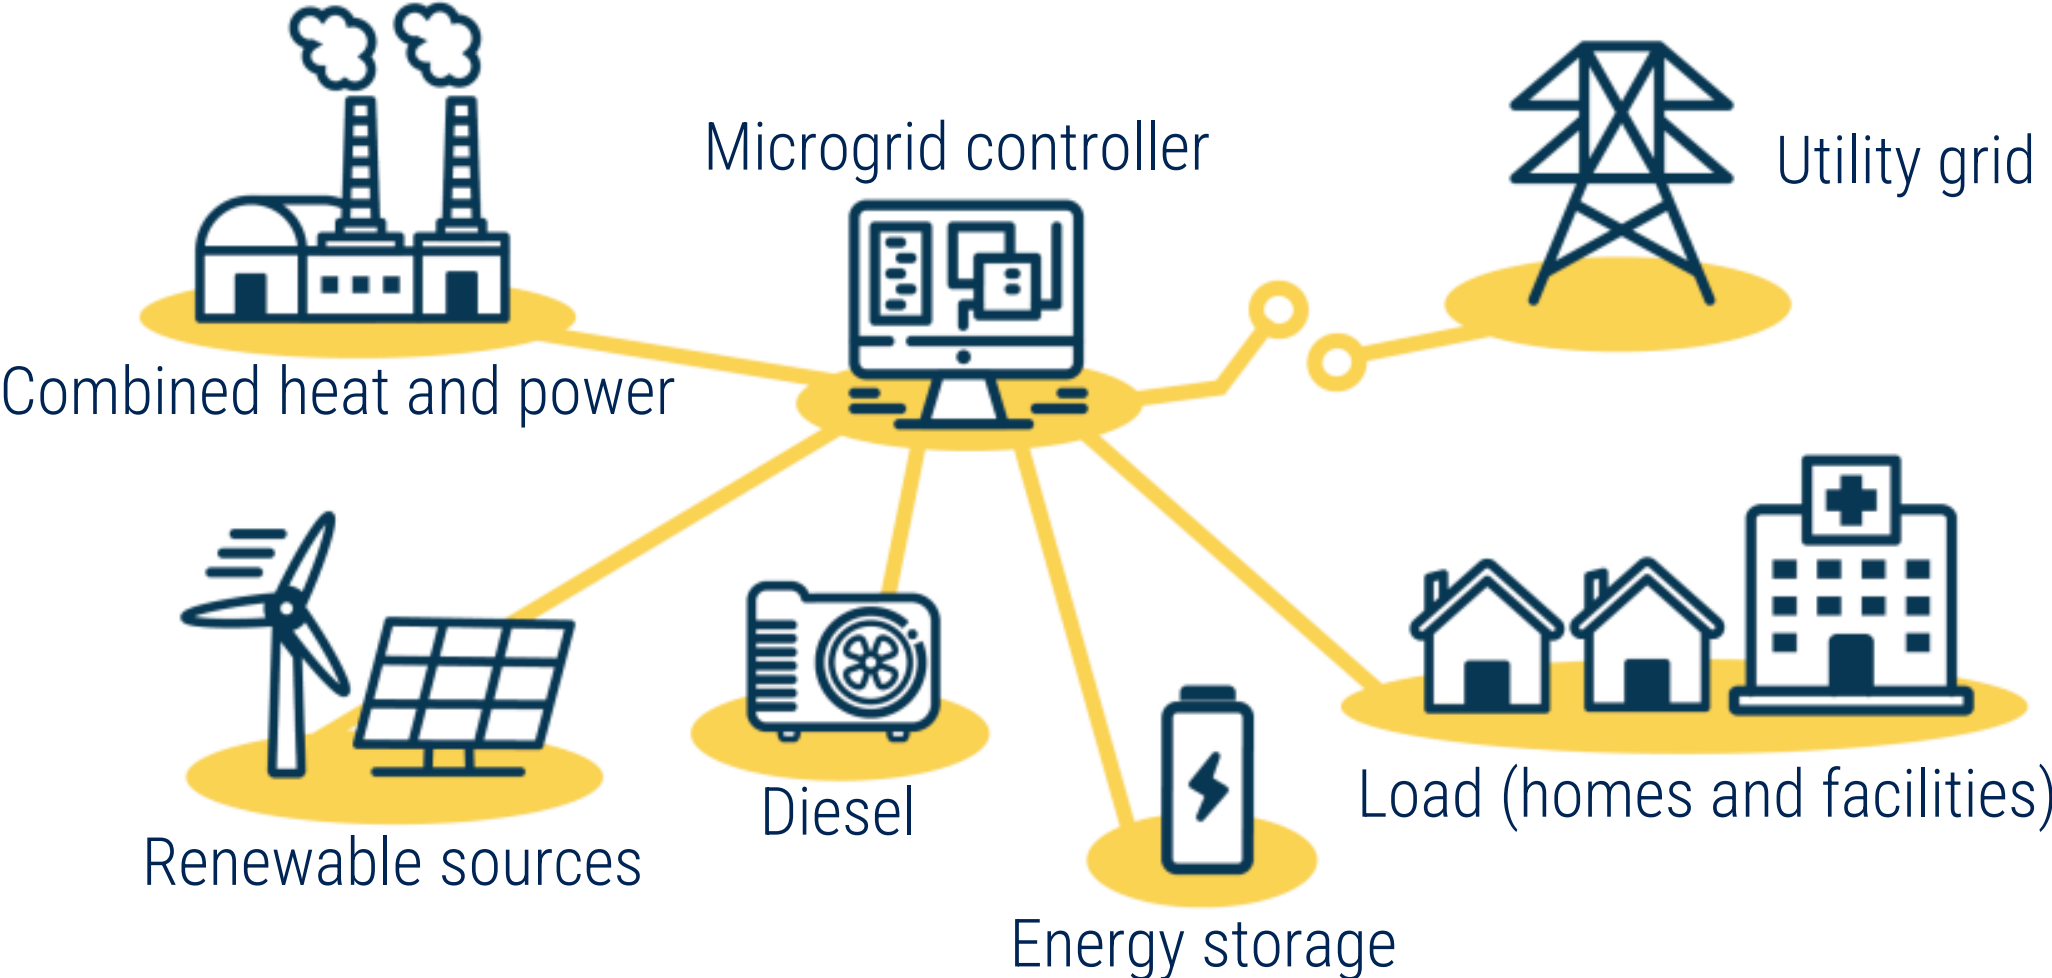 Microgrid controller
Utility grid
Combined heat and power
Load (homes and facilities)
Diesel
Renewable sources
Energy storage